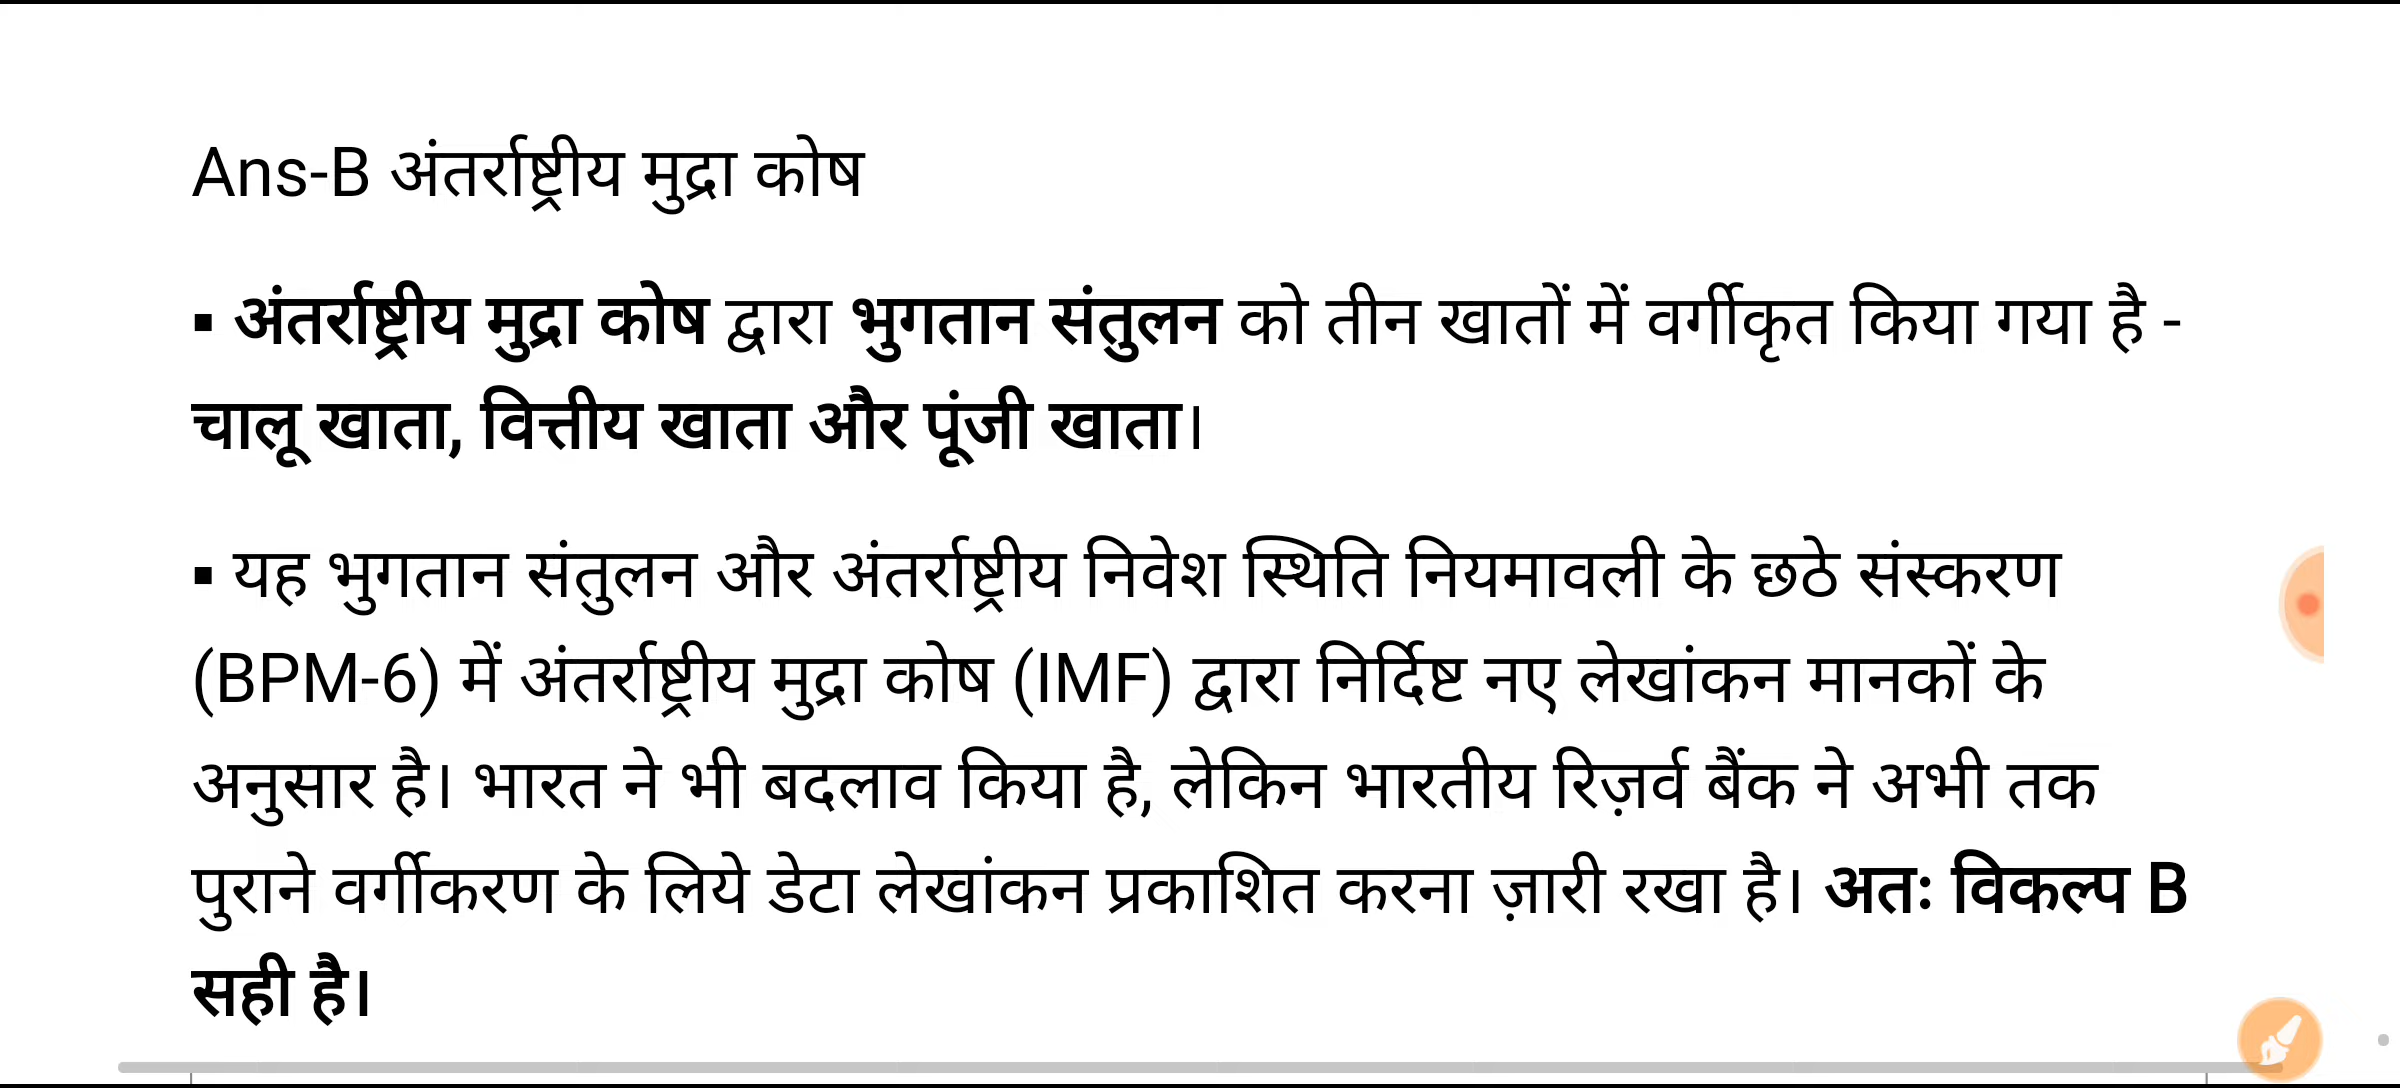 Ans-B अंतर्राष्ट्रीय मुद्रा कोष
▪ अंतर्राष्ट्रीय मुद्रा कोष द्वारा भुगतान संतुलन को तीन खातों में वर्गीकृत किया गया है -
चालू खाता, वित्तीय खाता और पूंजी खाता।
▪ यह भुगतान संतुलन और अंतर्राष्ट्रीय निवेश स्थिति नियमावली के छठे संस्करण
(BPM-6) में अंतर्राष्ट्रीय मुद्रा कोष (IMF) द्वारा निर्दिष्ट नए लेखांकन मानकों के
अनुसार है। भारत ने भी बदलाव किया है, लेकिन भारतीय रिज़र्व बैंक ने अभी तक
पुराने वर्गीकरण के लिये डेटा लेखांकन प्रकाशित करना ज़ारी रखा है। अतः विकल्प B
सही है।